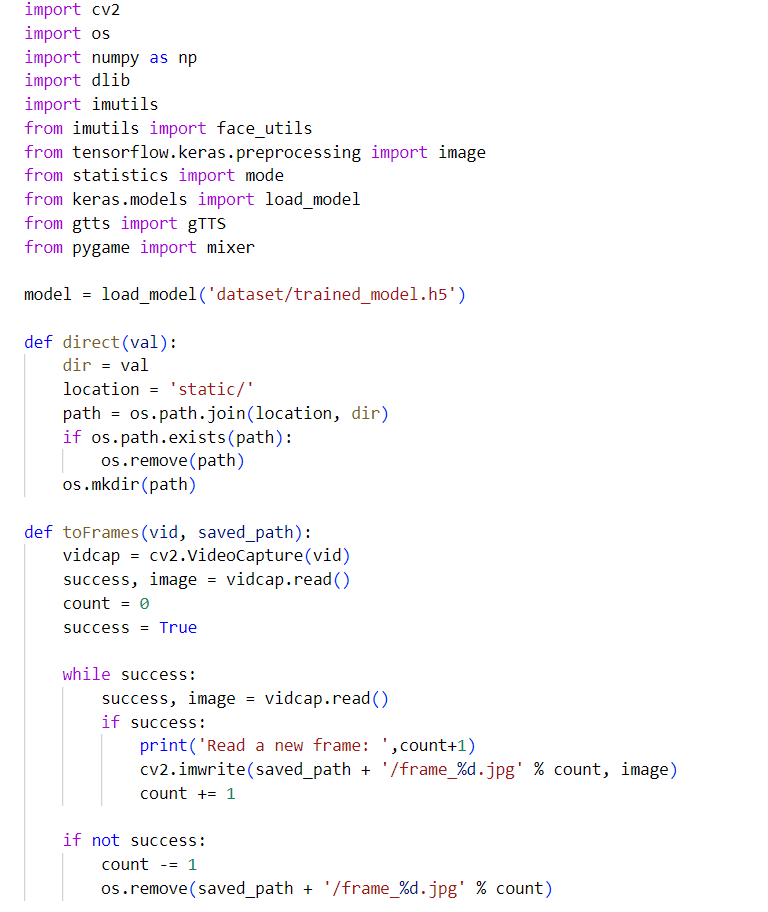 import cv2
import os
import numpy as np
import dlib
import imutils
from imutils import face_utils
from tensorflow.keras.preprocessing import image
from statistics import mode
from keras.models import load_model
from gtts import gTTS
from pygame import mixer

model = load_model('dataset/trained_model.h5')

def direct(val):
    dir = val
    location = 'static/'
    path = os.path.join(location, dir)
    if os.path.exists(path):
        os.remove(path)
    os.mkdir(path)

def toFrames(vid, saved_path):
    vidcap = cv2.VideoCapture(vid)
    success, image = vidcap.read()
    count = 0
    success = True

    while success:
        success, image = vidcap.read()
        if success:
            print('Read a new frame: ',count+1)
            cv2.imwrite(saved_path + '/frame_%d.jpg' % count, image)
            count += 1

    if not success:
        count -= 1
        os.remove(saved_path + '/frame_%d.jpg' % count)